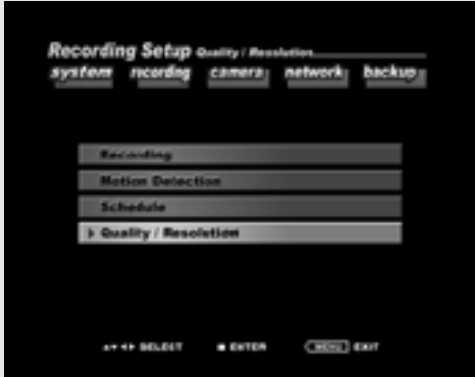 Recording Setup Quality / Resolution
system recording camera network backup
Recording
Motion Detection
Schedule
Quality / Resolution
SELECT ENTER MENU EXIT